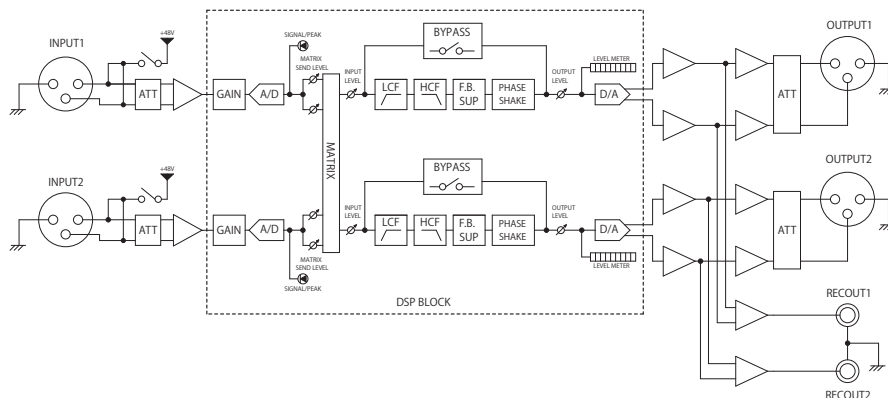 INPUT1
+48V
ATT
GAIN
A/D
SIGNAL/PEAK
MATRIX
SEND LEVEL
INPUT
LEVEL
BYPASS
LCF
HCF
F.B.
SUP
PHASE
SHAKE
OUTPUT
LEVEL
LEVEL METER
D/A
ATT
OUTPUT1
MATRIX
INPUT2
+48V
ATT
GAIN
A/D
SIGNAL/PEAK
MATRIX
SEND LEVEL
INPUT
LEVEL
BYPASS
LCF
HCF
F.B.
SUP
PHASE
SHAKE
OUTPUT
LEVEL
D/A
LEVEL METER
ATT
OUTPUT2
DSP BLOCK
RECOUT1
RECOUT2